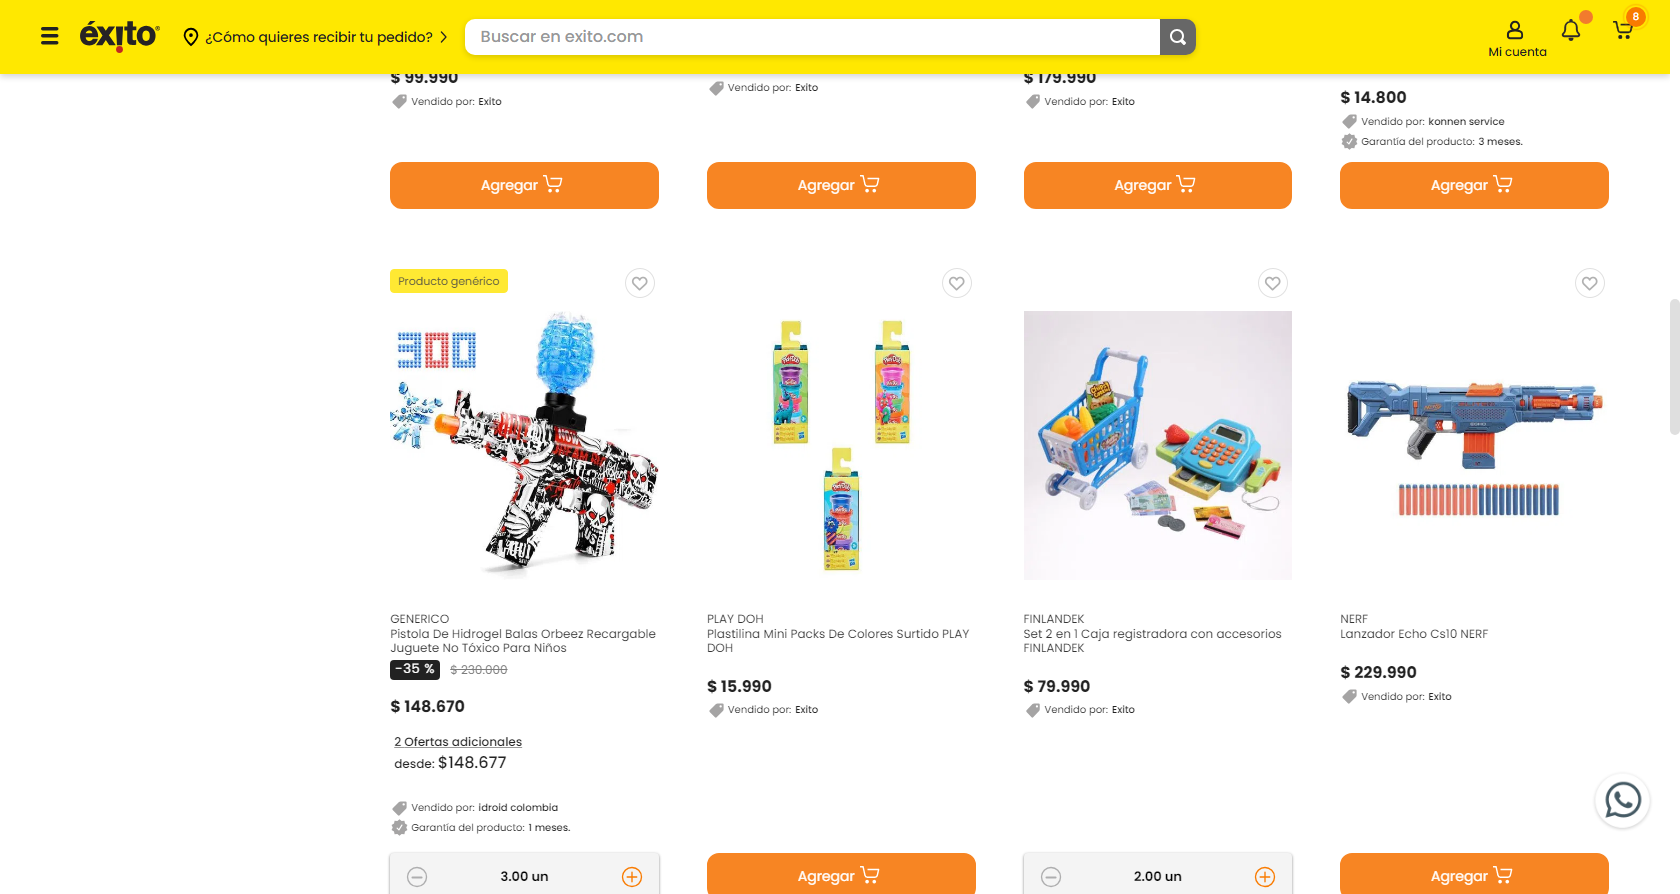 éxito
¿Cómo quieres recibir tu pedido?
Buscar en exito.com
Mi cuenta
8
$ 99.990
Vendido por: Exito
Agregar
Vendido por: Exito
Agregar
$ 179.990
Vendido por: Exito
Agregar
$ 14.800
Vendido por: konnen service
Garantía del producto: 3 meses.
Agregar
Producto genérico
300
GENERICO
Pistola De Hidrogel Balas Orbeez Recargable
Juguete No Tóxico Para Niños
-35 %
$ 230.000
$ 148.670
2 Ofertas adicionales
desde: $148.677
Vendido por: idroid colombia
Garantía del producto: 1 meses.
3.00 un
PLAY DOH
Plastilina Mini Packs De Colores Surtido PLAY
DOH
$ 15.990
Vendido por: Exito
Agregar
FINLANDEK
Set 2 en 1 Caja registradora con accesorios
FINLANDEK
$ 79.990
Vendido por: Exito
2.00 un
NERF
Lanzador Echo Cs10 NERF
$ 229.990
Vendido por: Exito
Agregar